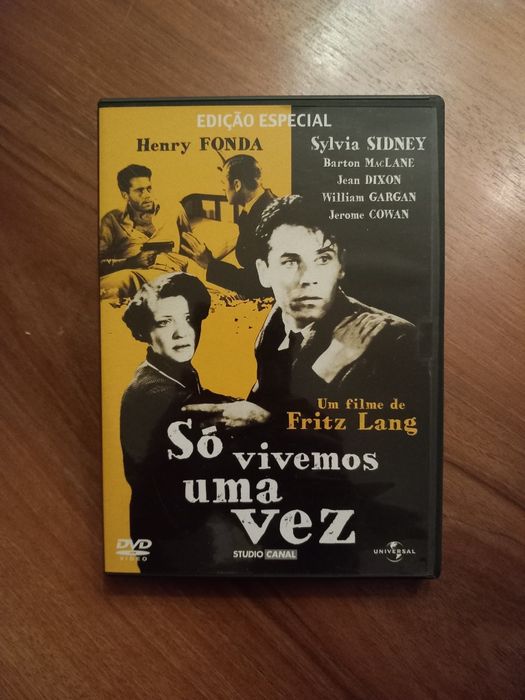 EDIÇÃO ESPECIAL
Henry FONDA
Sylvia SIDNEY
Barton MacLANE
Jean DIXON
William GARGAN
Jerome COWAN
Um filme de
Fritz Lang
Só vivemos
uma
vez
DVD
VIDEO
STUDIO CANAL
UNIVERSAL